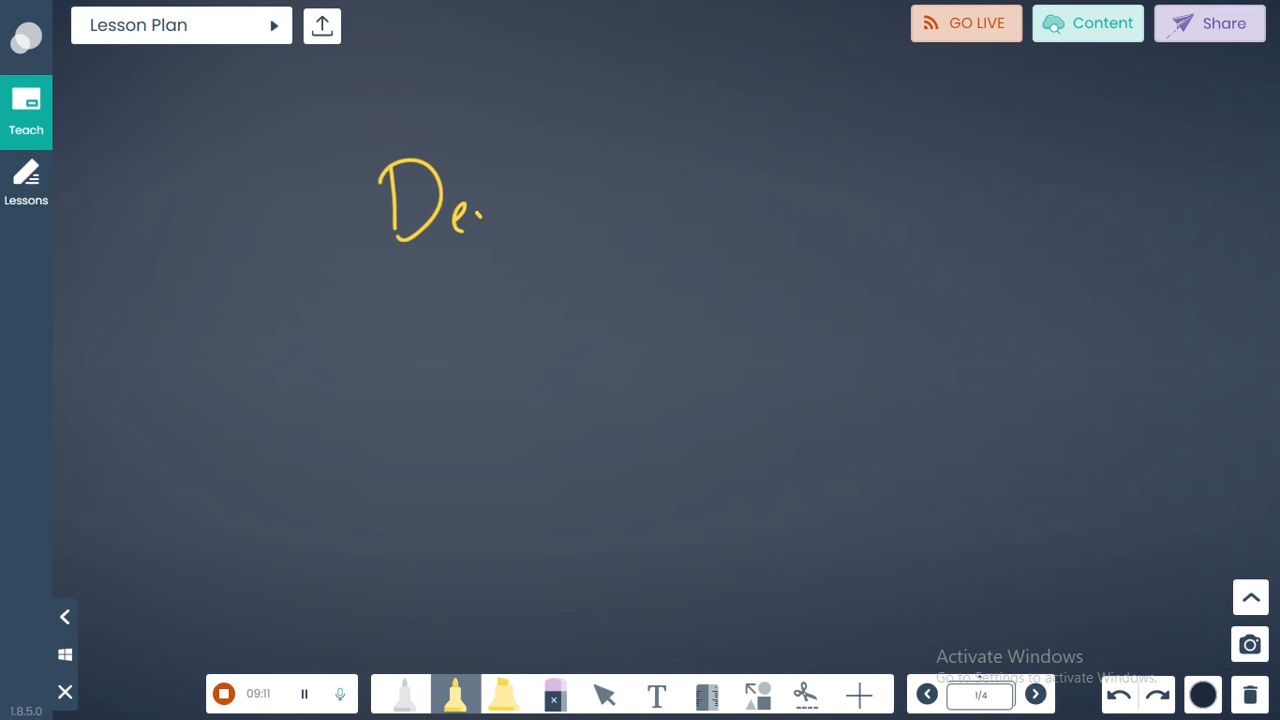 Lesson Plan
GO LIVE
Content
Share
Teach
Lessons
De
Activate Windows
Go to Settings to activate Windows.
09:11
T
1/4
1.8.5.0